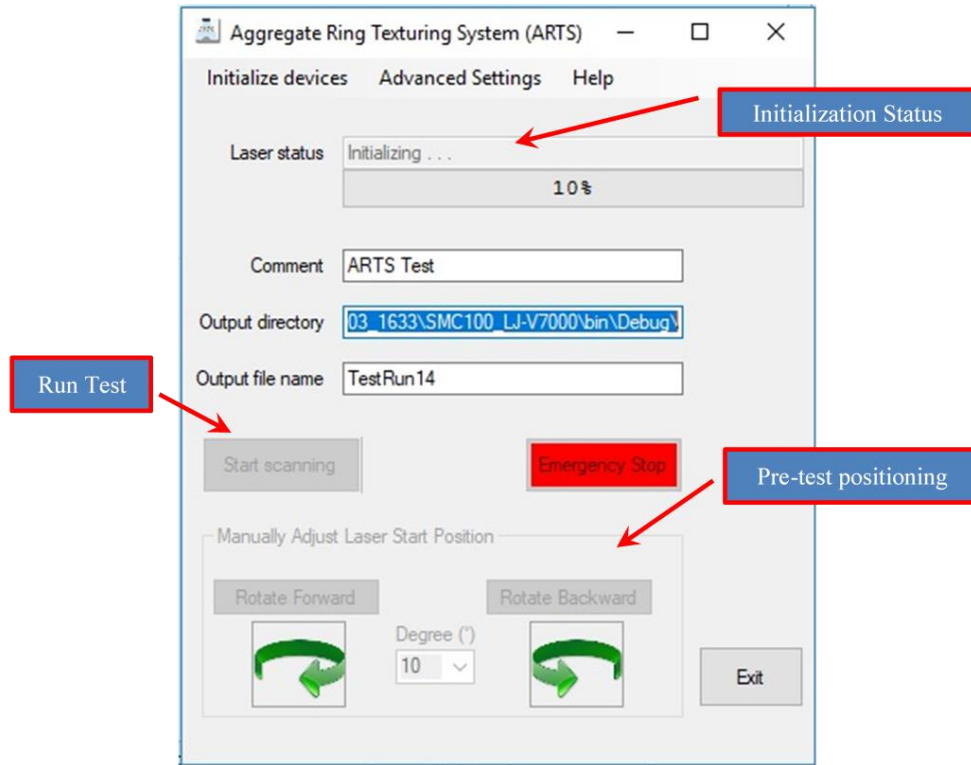 Aggregate Ring Texturing System (ARTS)
Initialize devices Advanced Settings Help
Initialization Status
Laser status Initializing . . .
10%
Comment ARTS Test
Output directory 03_1633\SMC100_LJ-V7000\bin\Debug\
Run Test
Output file name TestRun14
Start scanning Emergency Stop
Pre-test positioning
Manually Adjust Laser Start Position
Rotate Forward Rotate Backward
Degree (°)
10
Exit